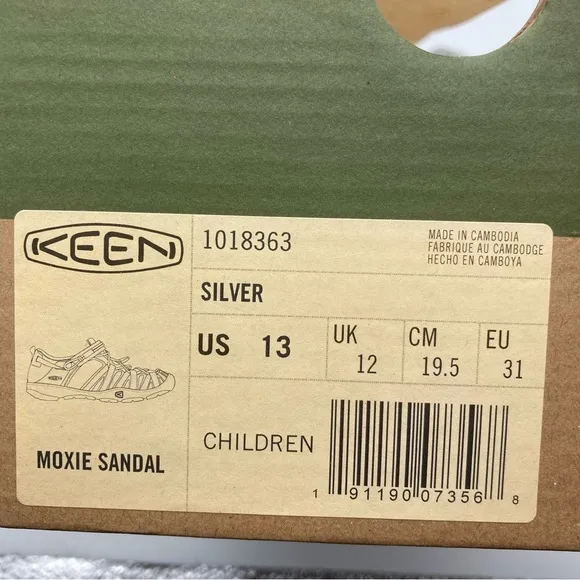 KEEN
1018363
MADE IN CAMBODIA
FABRIQUE AU CAMBODGE
HECHO EN CAMBOYA
SILVER
US 13
UK 12
CM 19.5
EU 31
MOXIE SANDAL
CHILDREN
1 91190 07356 8